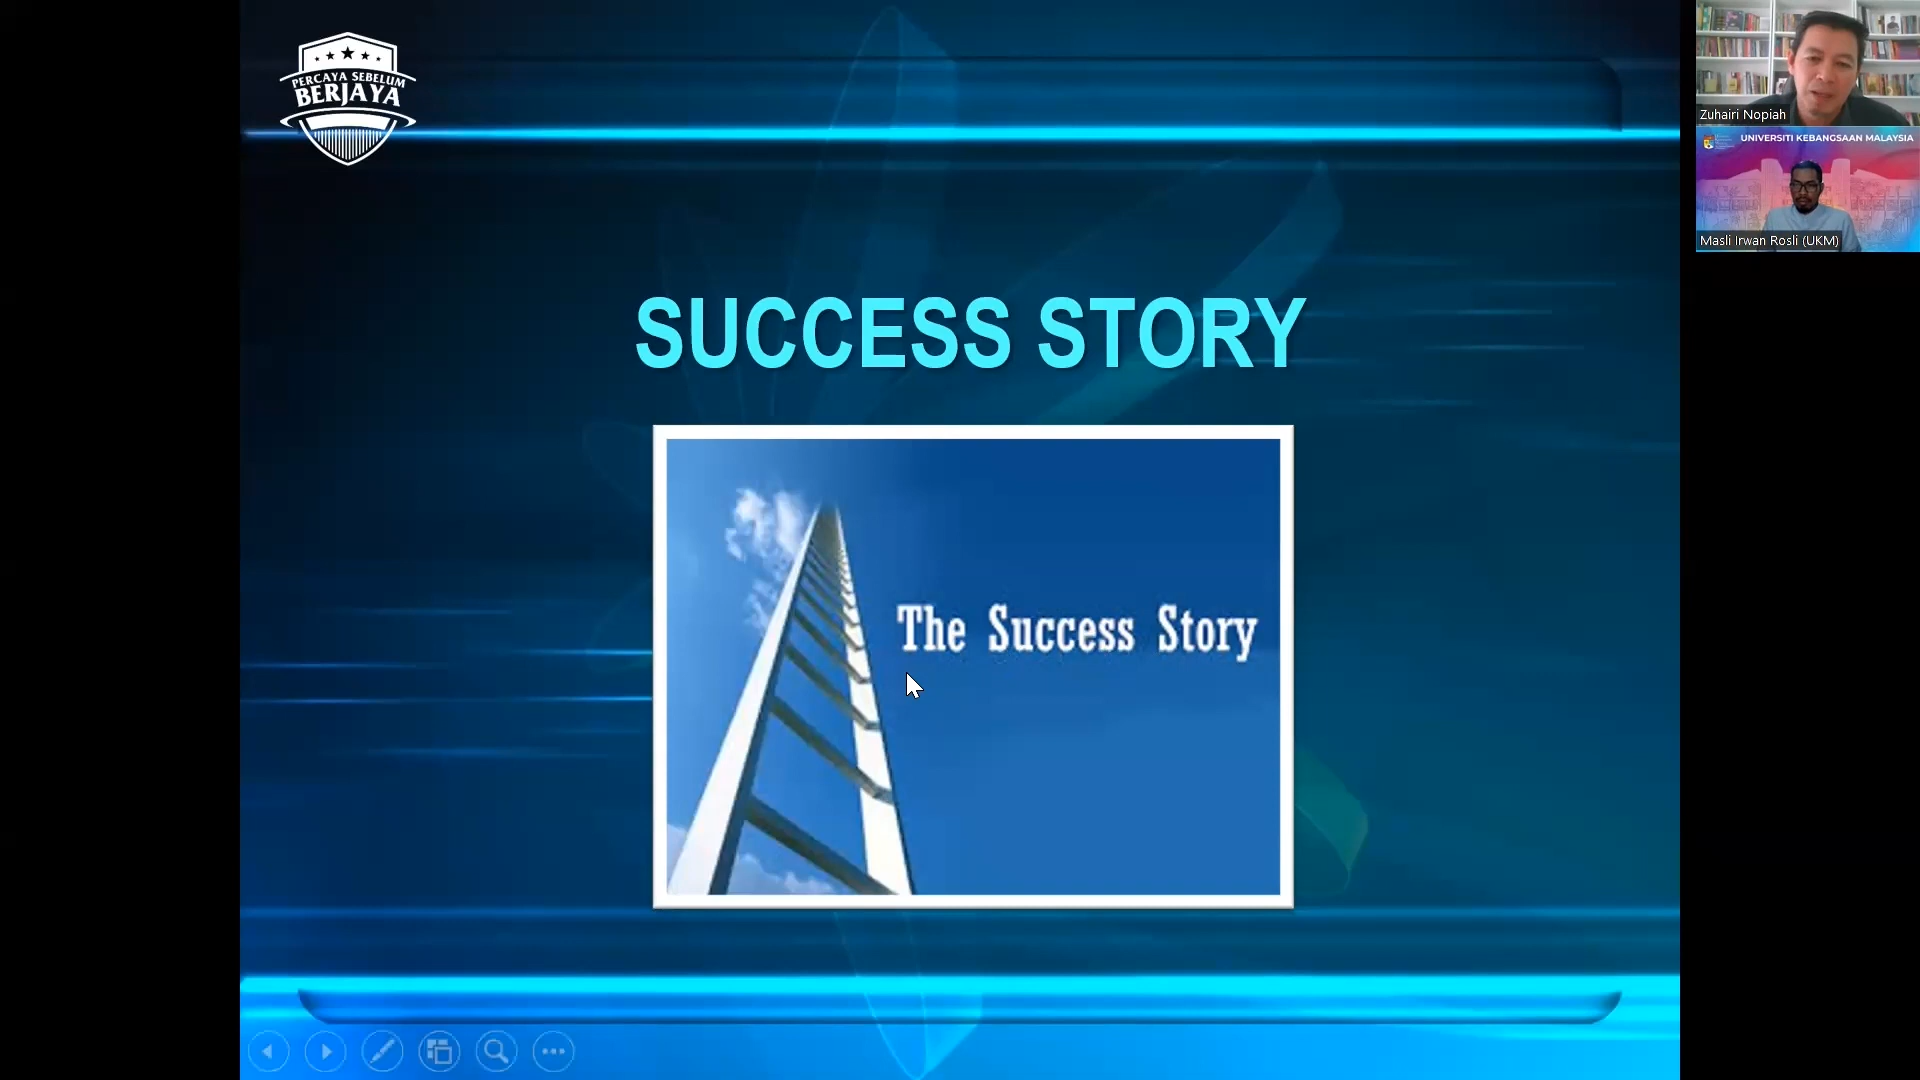 PERCAYA SEBELUM
BERJAYA
SUCCESS STORY
The Success Story
Zuhairi Nopiah
UNIVERSITI KEBANGSAAN MALAYSIA
Masli Irwan Rosli (UKM)